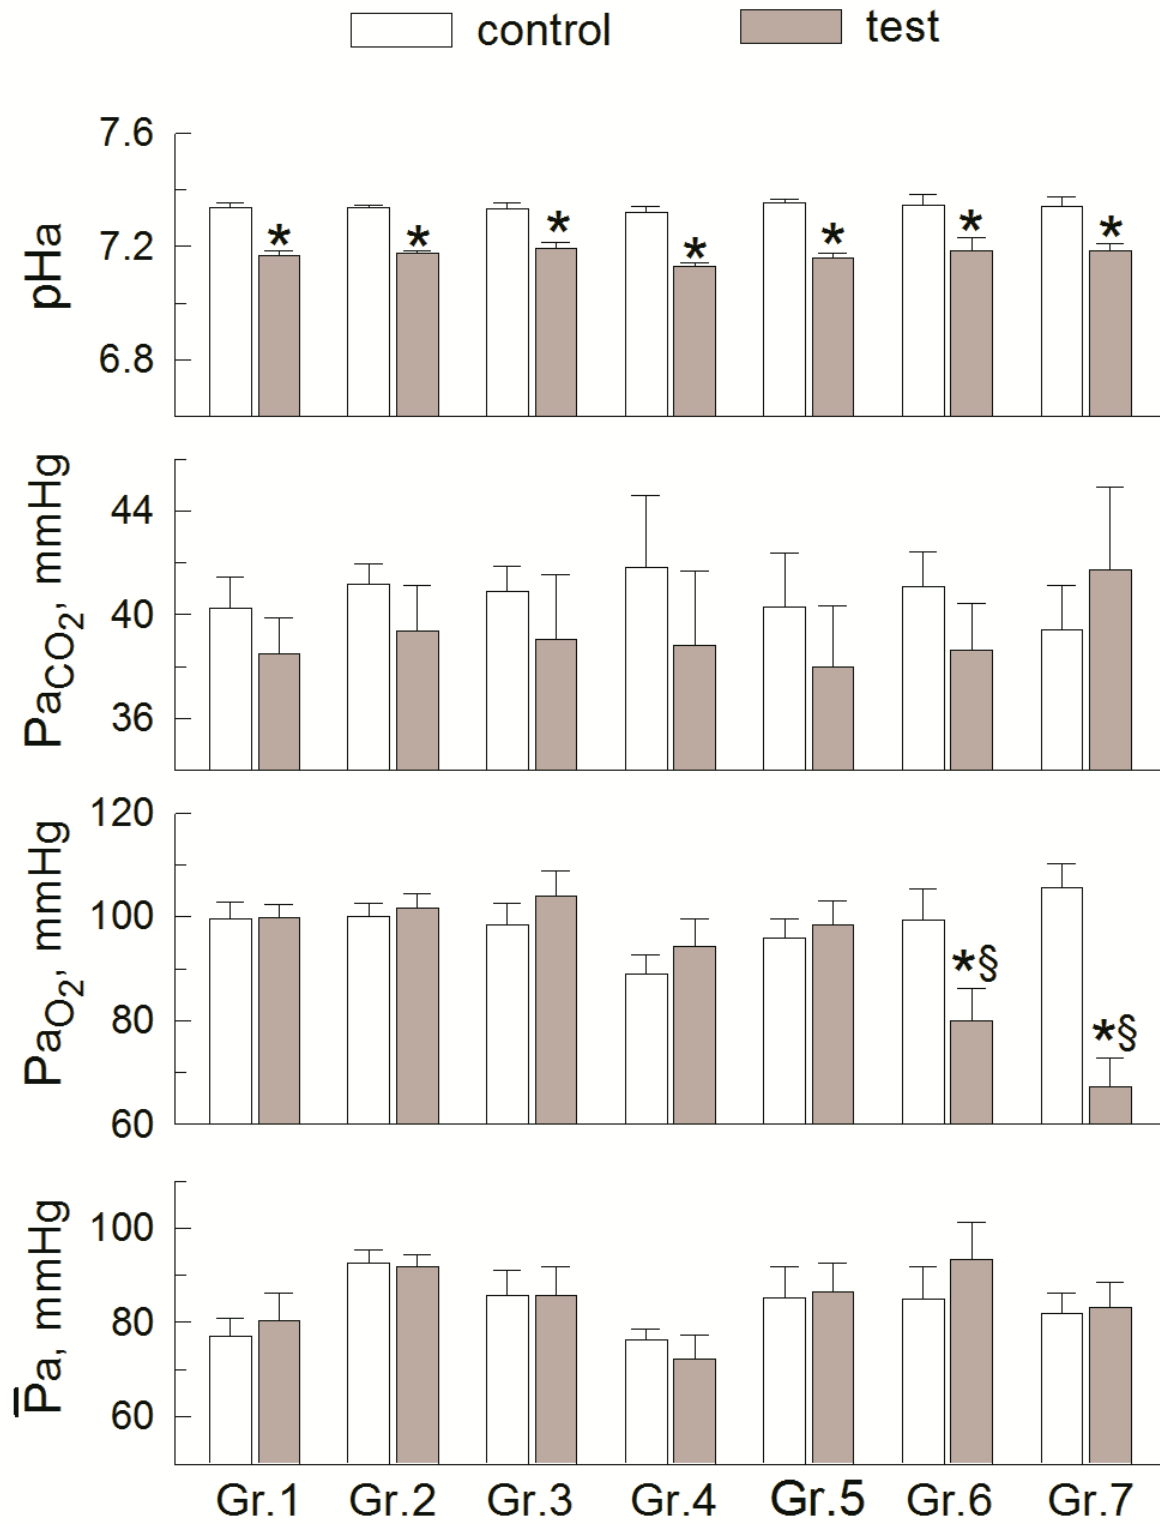 control test
7.6
7.2
6.8
pHa
* * * * * * *
44
40
36
PaCO₂, mmHg
120
100
80
60
PaO₂, mmHg
*§ *§
100
80
60
P̅a, mmHg
Gr.1 Gr.2 Gr.3 Gr.4 Gr.5 Gr.6 Gr.7